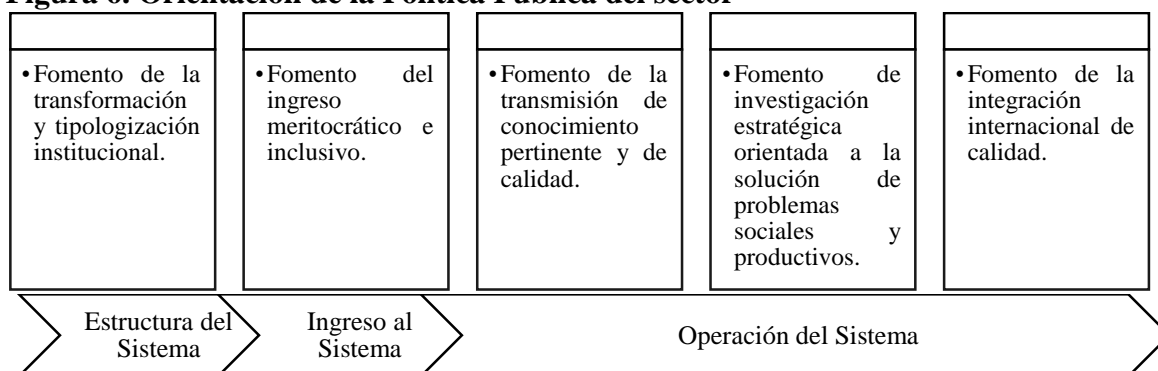 Figura 6. Orientación de la Política Pública del sector
•Fomento de la
transformación
y tipologización
institucional.
•Fomento del
ingreso
meritocrático e
inclusivo.
•Fomento de la
transmisión de
conocimiento
pertinente y de
calidad.
•Fomento de
investigación
estratégica
orientada a la
solución de
problemas
sociales y
productivos.
•Fomento de la
integración
internacional de
calidad.
Estructura del
Sistema
Ingreso al
Sistema
Operación del Sistema